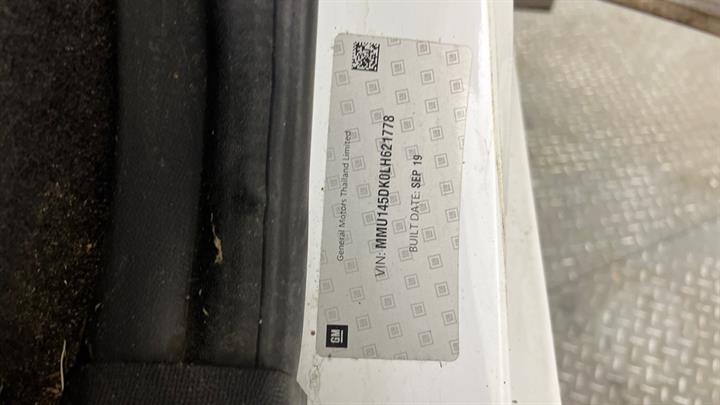 General Motors Thailand Limited
VIN: MMU145DK0LH621778
BUILT DATE: SEP 19
GM